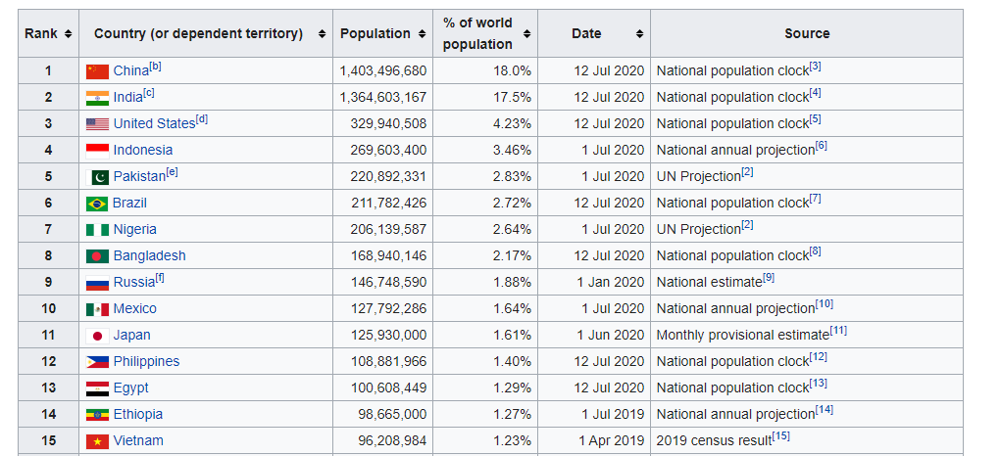 Rank Country (or dependent territory) Population % of world population Date Source
1 China[b] 1,403,496,680 18.0% 12 Jul 2020 National population clock[3]
2 India[c] 1,364,603,167 17.5% 12 Jul 2020 National population clock[4]
3 United States[d] 329,940,508 4.23% 12 Jul 2020 National population clock[5]
4 Indonesia 269,603,400 3.46% 1 Jul 2020 National annual projection[6]
5 Pakistan[e] 220,892,331 2.83% 1 Jul 2020 UN Projection[2]
6 Brazil 211,782,426 2.72% 12 Jul 2020 National population clock[7]
7 Nigeria 206,139,587 2.64% 1 Jul 2020 UN Projection[2]
8 Bangladesh 168,940,146 2.17% 12 Jul 2020 National population clock[8]
9 Russia[f] 146,748,590 1.88% 1 Jan 2020 National estimate[9]
10 Mexico 127,792,286 1.64% 1 Jul 2020 National annual projection[10]
11 Japan 125,930,000 1.61% 1 Jun 2020 Monthly provisional estimate[11]
12 Philippines 108,881,966 1.40% 12 Jul 2020 National population clock[12]
13 Egypt 100,608,449 1.29% 12 Jul 2020 National population clock[13]
14 Ethiopia 98,665,000 1.27% 1 Jul 2019 National annual projection[14]
15 Vietnam 96,208,984 1.23% 1 Apr 2019 2019 census result[15]